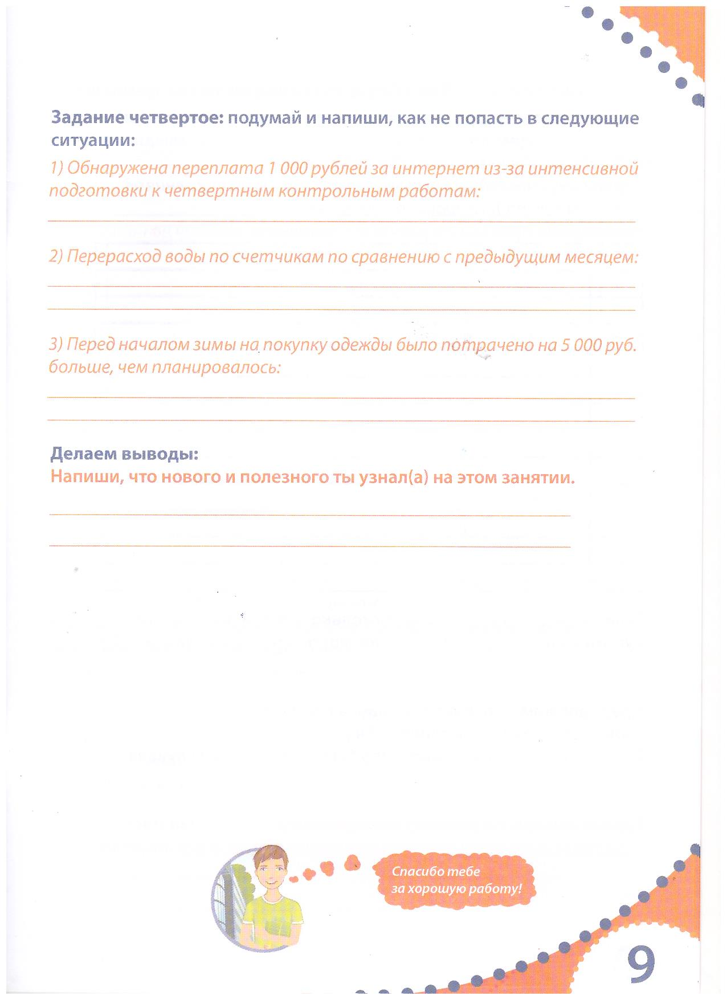 Задание четвертое: подумай и напиши, как не попасть в следующие
ситуации:
1) Обнаружена переплата 1 000 рублей за интернет из-за интенсивной
подготовки к четвертным контрольным работам:
2) Перерасход воды по счетчикам по сравнению с предыдущим месяцем:
3) Перед началом зимы на покупку одежды было потрачено на 5 000 руб.
больше, чем планировалось:
Делаем выводы:
Напиши, что нового и полезного ты узнал(а) на этом занятии.
Спасибо тебе
за хорошую работу!
9